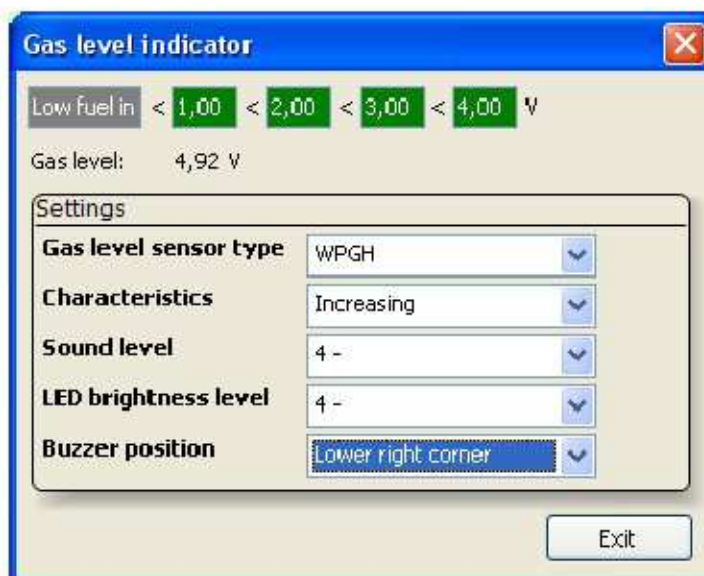 Gas level indicator
Low fuel in < 1,00 < 2,00 < 3,00 < 4,00 V
Gas level: 4,92 V
Settings
Gas level sensor type WPGH
Characteristics Increasing
Sound level 4 -
LED brightness level 4 -
Buzzer position Lower right corner
Exit